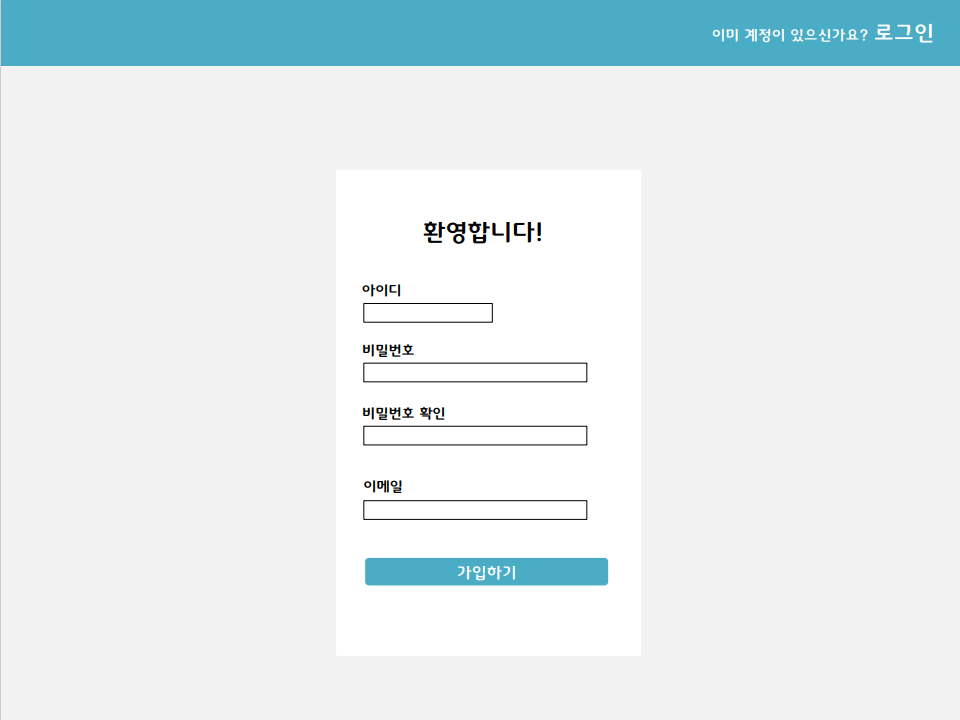 이미 계정이 있으신가요? 로그인
환영합니다!
아이디
비밀번호
비밀번호 확인
이메일
가입하기